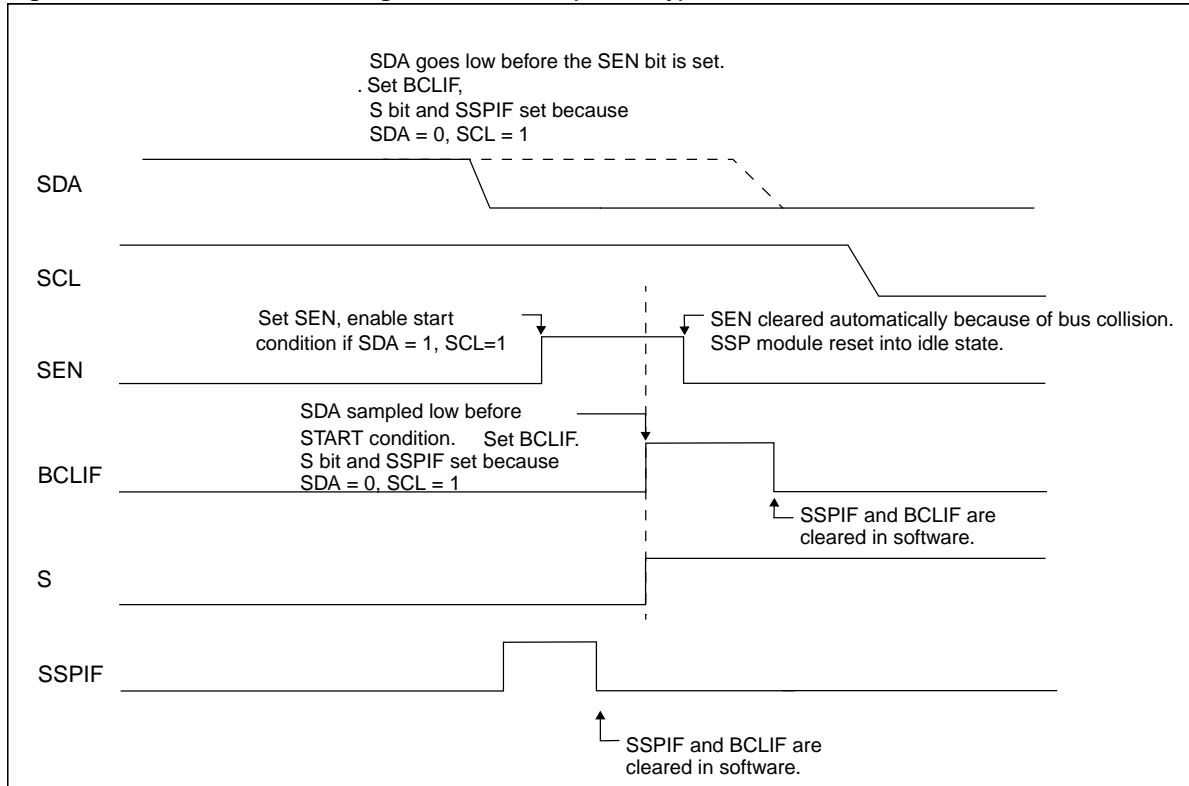 SDA goes low before the SEN bit is set.
. Set BCLIF,
S bit and SSPIF set because
SDA = 0, SCL = 1
SDA
SCL
Set SEN, enable start
condition if SDA = 1, SCL=1
SEN cleared automatically because of bus collision.
SSP module reset into idle state.
SEN
SDA sampled low before
START condition. Set BCLIF.
S bit and SSPIF set because
SDA = 0, SCL = 1
BCLIF
SSPIF and BCLIF are
cleared in software.
S
SSPIF
SSPIF and BCLIF are
cleared in software.